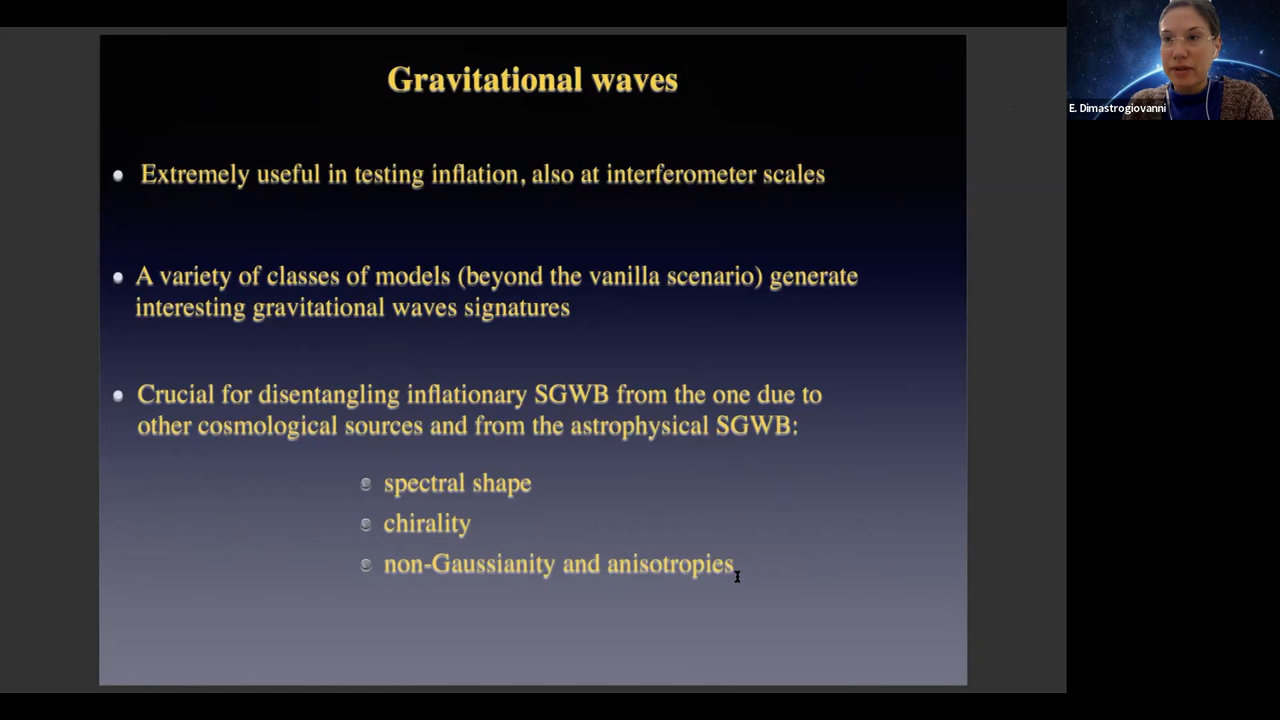 Gravitational waves
Extremely useful in testing inflation, also at interferometer scales
A variety of classes of models (beyond the vanilla scenario) generate
interesting gravitational waves signatures
Crucial for disentangling inflationary SGWB from the one due to
other cosmological sources and from the astrophysical SGWB:
spectral shape
chirality
non-Gaussianity and anisotropies
E. Dimastrogiovanni